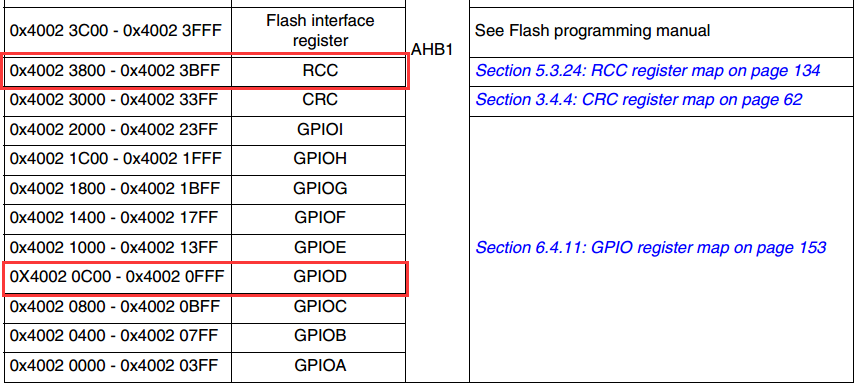 0x4002 3C00 - 0x4002 3FFF Flash interface register See Flash programming manual
AHB1
0x4002 3800 - 0x4002 3BFF RCC Section 5.3.24: RCC register map on page 134
0x4002 3000 - 0x4002 33FF CRC Section 3.4.4: CRC register map on page 62
0x4002 2000 - 0x4002 23FF GPIOI
0x4002 1C00 - 0x4002 1FFF GPIOH
0x4002 1800 - 0x4002 1BFF GPIOG
0x4002 1400 - 0x4002 17FF GPIOF
0x4002 1000 - 0x4002 13FF GPIOE Section 6.4.11: GPIO register map on page 153
0X4002 0C00 - 0x4002 0FFF GPIOD
0x4002 0800 - 0x4002 0BFF GPIOC
0x4002 0400 - 0x4002 07FF GPIOB
0x4002 0000 - 0x4002 03FF GPIOA